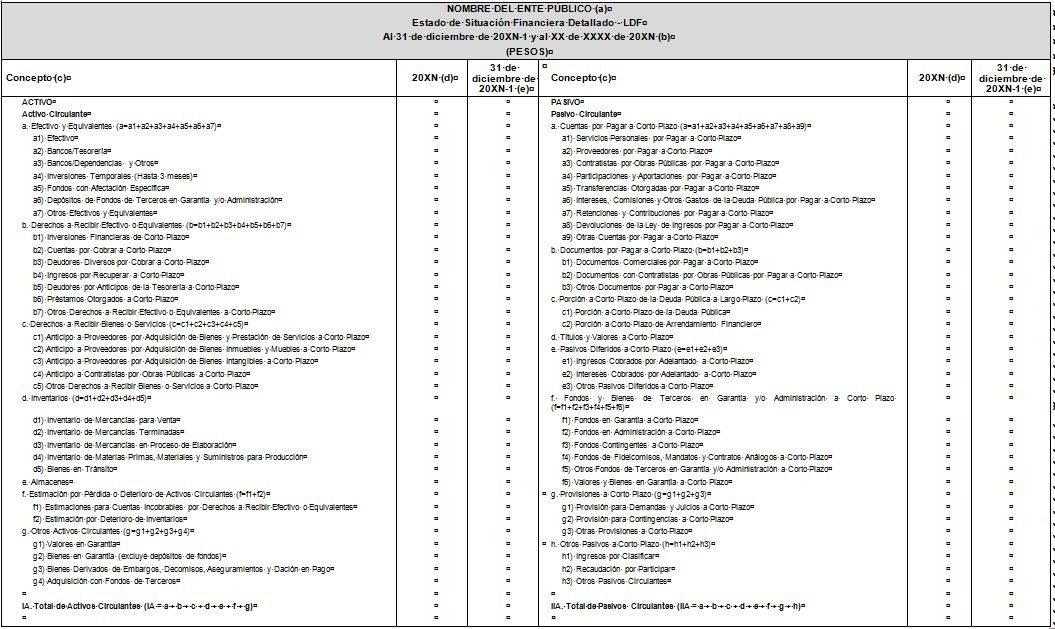 NOMBRE DEL ENTE PÚBLICO (a)
Estado de Situación Financiera Detallado - LDF
Al 31 de diciembre de 20XN-1 y al XX de XXXX de 20XN (b)
(PESOS)
Concepto (c) 20XN (d) 31 de diciembre de 20XN-1 (e) Concepto (c) 20XN (d) 31 de diciembre de 20XN-1 (e)
ACTIVO PASIVO
Activo Circulante Pasivo Circulante
a. Efectivo y Equivalentes (a=a1+a2+a3+a4+a5+a6+a7) a. Cuentas por Pagar a Corto Plazo (a=a1+a2+a3+a4+a5+a6+a7+a8+a9)
a1) Efectivo a1) Servicios Personales por Pagar a Corto Plazo
a2) Bancos/Tesorería a2) Proveedores por Pagar a Corto Plazo
a3) Bancos/Dependencias y Otros a3) Contratistas por Obras Públicas por Pagar a Corto Plazo
a4) Inversiones Temporales (Hasta 3 meses) a4) Participaciones y Aportaciones por Pagar a Corto Plazo
a5) Fondos con Afectación Específica a5) Transferencias Otorgadas por Pagar a Corto Plazo
a6) Depósitos de Fondos de Terceros en Garantía y/o Administración a6) Intereses, Comisiones y Otros Gastos de la Deuda Pública por Pagar a Corto Plazo
a7) Otros Efectivos y Equivalentes a7) Retenciones y Contribuciones por Pagar a Corto Plazo
b. Derechos a Recibir Efectivo o Equivalentes (b=b1+b2+b3+b4+b5+b6+b7) a8) Devoluciones de la Ley de Ingresos por Pagar a Corto Plazo
b1) Inversiones Financieras de Corto Plazo a9) Otras Cuentas por Pagar a Corto Plazo
b2) Cuentas por Cobrar a Corto Plazo b. Documentos por Pagar a Corto Plazo (b=b1+b2+b3)
b3) Deudores Diversos por Cobrar a Corto Plazo b1) Documentos Comerciales por Pagar a Corto Plazo
b4) Ingresos por Recuperar a Corto Plazo b2) Documentos con Contratistas por Obras Públicas por Pagar a Corto Plazo
b5) Deudores por Anticipos de la Tesorería a Corto Plazo b3) Otros Documentos por Pagar a Corto Plazo
b6) Préstamos Otorgados a Corto Plazo c. Porción a Corto Plazo de la Deuda Pública a Largo Plazo (c=c1+c2)
b7) Otros Derechos a Recibir Efectivo o Equivalentes a Corto Plazo c1) Porción a Corto Plazo de la Deuda Pública
c. Derechos a Recibir Bienes o Servicios (c=c1+c2+c3+c4+c5) c2) Porción a Corto Plazo de Arrendamiento Financiero
c1) Anticipo a Proveedores por Adquisición de Bienes y Prestación de Servicios a Corto Plazo d. Títulos y Valores a Corto Plazo
c2) Anticipo a Proveedores por Adquisición de Bienes Inmuebles y Muebles a Corto Plazo e. Pasivos Diferidos a Corto Plazo (e=e1+e2+e3)
c3) Anticipo a Proveedores por Adquisición de Bienes Intangibles a Corto Plazo e1) Ingresos Cobrados por Adelantado a Corto Plazo
c4) Anticipo a Contratistas por Obras Públicas a Corto Plazo e2) Intereses Cobrados por Adelantado a Corto Plazo
c5) Otros Derechos a Recibir Bienes o Servicios a Corto Plazo e3) Otros Pasivos Diferidos a Corto Plazo
d. Inventarios (d=d1+d2+d3+d4+d5) f. Fondos y Bienes de Terceros en Garantía y/o Administración a Corto Plazo
(f=f1+f2+f3+f4+f5+f6)
d1) Inventario de Mercancías para Venta f1) Fondos en Garantía a Corto Plazo
d2) Inventario de Mercancías Terminadas f2) Fondos en Administración a Corto Plazo
d3) Inventario de Mercancías en Proceso de Elaboración f3) Fondos Contingentes a Corto Plazo
d4) Inventario de Materias Primas, Materiales y Suministros para Producción f4) Fondos de Fideicomisos, Mandatos y Contratos Análogos a Corto Plazo
d5) Bienes en Tránsito f5) Otros Fondos de Terceros en Garantía y/o Administración a Corto Plazo
e. Almacenes f6) Valores y Bienes en Garantía a Corto Plazo
f. Estimación por Pérdida o Deterioro de Activos Circulantes (f=f1+f2) g. Provisiones a Corto Plazo (g=g1+g2+g3)
f1) Estimaciones para Cuentas Incobrables por Derechos a Recibir Efectivo o Equivalentes g1) Provisión para Demandas y Juicios a Corto Plazo
f2) Estimación por Deterioro de Inventarios g2) Provisión para Contingencias a Corto Plazo
g. Otros Activos Circulantes (g=g1+g2+g3+g4) g3) Otras Provisiones a Corto Plazo
g1) Valores en Garantía h. Otros Pasivos a Corto Plazo (h=h1+h2+h3)
g2) Bienes en Garantía (excluye depósitos de fondos) h1) Ingresos por Clasificar
g3) Bienes Derivados de Embargos, Decomisos, Aseguramientos y Dación en Pago h2) Recaudación por Participar
g4) Adquisición con Fondos de Terceros h3) Otros Pasivos Circulantes
IA. Total de Activos Circulantes (IA = a + b + c + d + e + f + g) IIA. Total de Pasivos Circulantes (IIA = a + b + c + d + e + f + g + h)